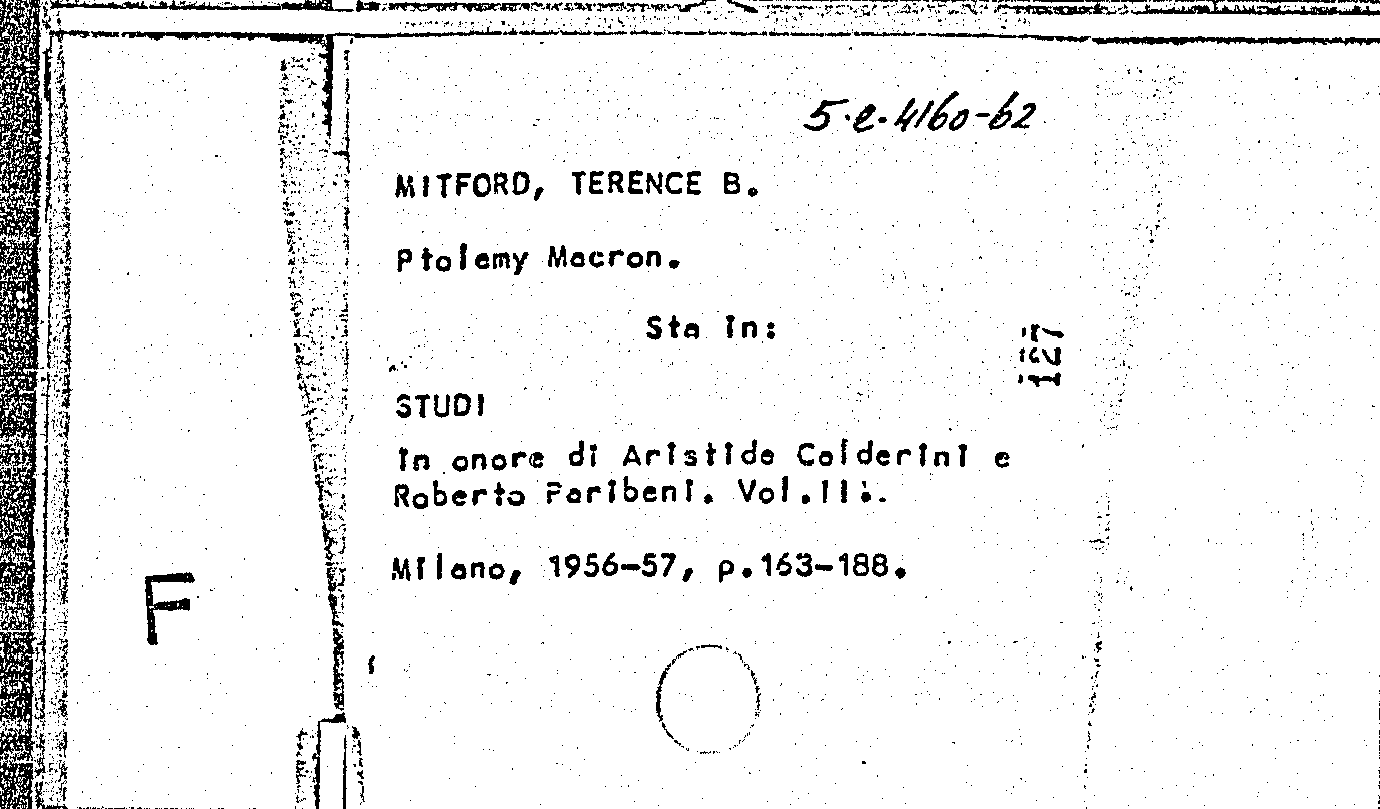 5.e.4160-62
MITFORD, TERENCE B.
Ptolemy Macron.
Sta in:
127
STUDI
in onore di Aristide Calderini e
Roberto Paribeni. Vol.II.
Milano, 1956-57, p.163-188.
F